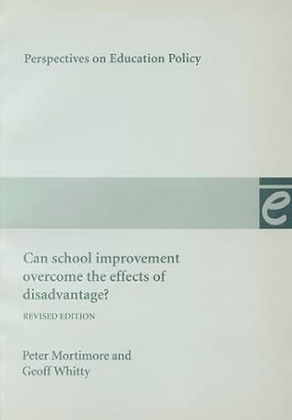 Perspectives on Education Policy
e
Can school improvement
overcome the effects of
disadvantage?
REVISED EDITION
Peter Mortimore and
Geoff Whitty